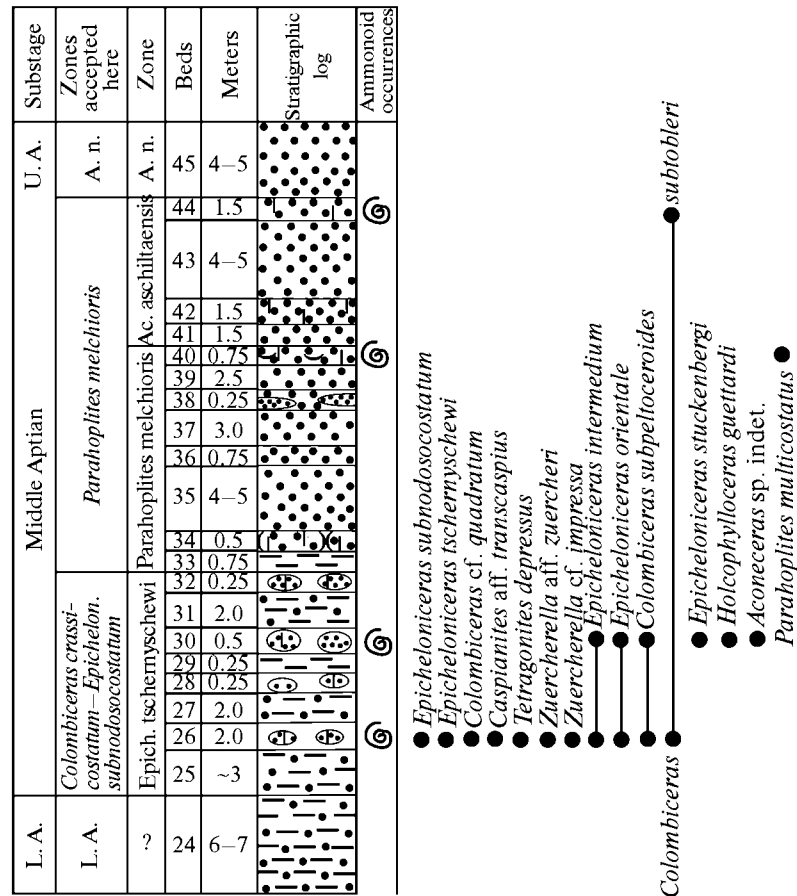 Substage
Zones
accepted
here
Zone
Beds
Meters
Stratigraphic
log
Ammonoid
occurrences
U. A.
Middle Aptian
L. A.
A. n.
Parahoplites melchioris
Colombiceras crassi-
costatum–Epichelon.
subnodosocostatum
L. A.
A. n.
Ac. aschiltaensis
Parahoplites melchioris
Epich. tschernyschewi
?
45 4–5
44 1.5
43 4–5
42 1.5
41 1.5
40 0.75
39 2.5
38 0.25
37 3.0
36 0.75
35 4–5
34 0.5
33 0.75
32 0.25
31 2.0
30 0.5
29 0.25
28 0.25
27 2.0
26 2.0
25 ~3
24 6–7
Epicheloniceras subnodosocostatum
Epicheloniceras tschernyschewi
Colombiceras cf. quadratum
Caspianites aff. transcaspius
Tetragonites depressus
Zuercherella aff. zuercheri
Zuercherella cf. impressa
Epicheloniceras intermedium
Epicheloniceras orientale
Colombiceras subpeltoceroides
Colombiceras subtobleri
Epicheloniceras stuckenbergi
Holcophylloceras guettardi
Aconeceras sp. indet.
Parahoplites multicostatus